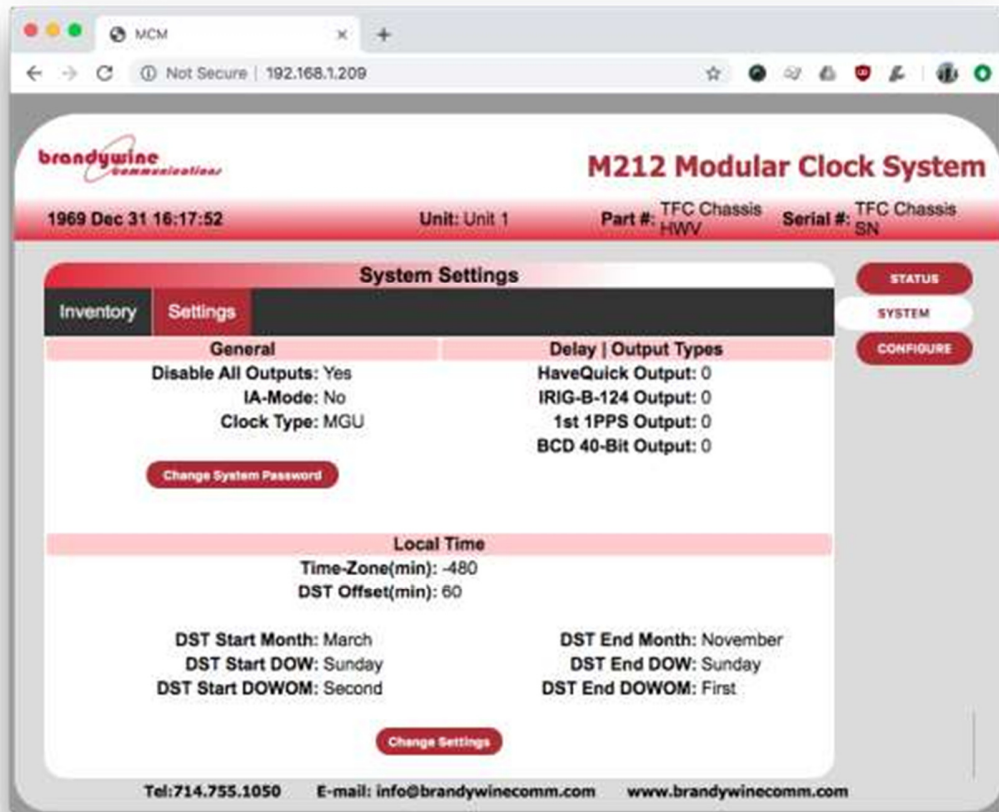 MCM
Not Secure | 192.168.1.209
brandywine
communications
M212 Modular Clock System
1969 Dec 31 16:17:52
Unit: Unit 1
Part #: TFC Chassis HWV
Serial #: TFC Chassis SN
System Settings
STATUS
SYSTEM
CONFIGURE
Inventory
Settings
General
Disable All Outputs: Yes
IA-Mode: No
Clock Type: MGU
Change System Password
Delay | Output Types
HaveQuick Output: 0
IRIG-B-124 Output: 0
1st 1PPS Output: 0
BCD 40-Bit Output: 0
Local Time
Time-Zone(min): -480
DST Offset(min): 60
DST Start Month: March
DST Start DOW: Sunday
DST Start DOWOM: Second
DST End Month: November
DST End DOW: Sunday
DST End DOWOM: First
Change Settings
Tel:714.755.1050 E-mail: info@brandywinecomm.com www.brandywinecomm.com